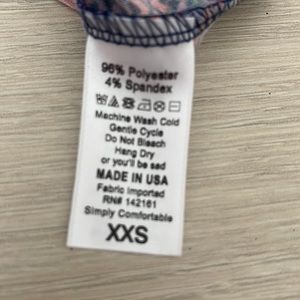 96% Polyester
4% Spandex
Machine Wash Cold
Gentle Cycle
Do Not Bleach
Hang Dry
or you'll be sad
MADE IN USA
Fabric Imported
RN# 142161
Simply Comfortable
XXS